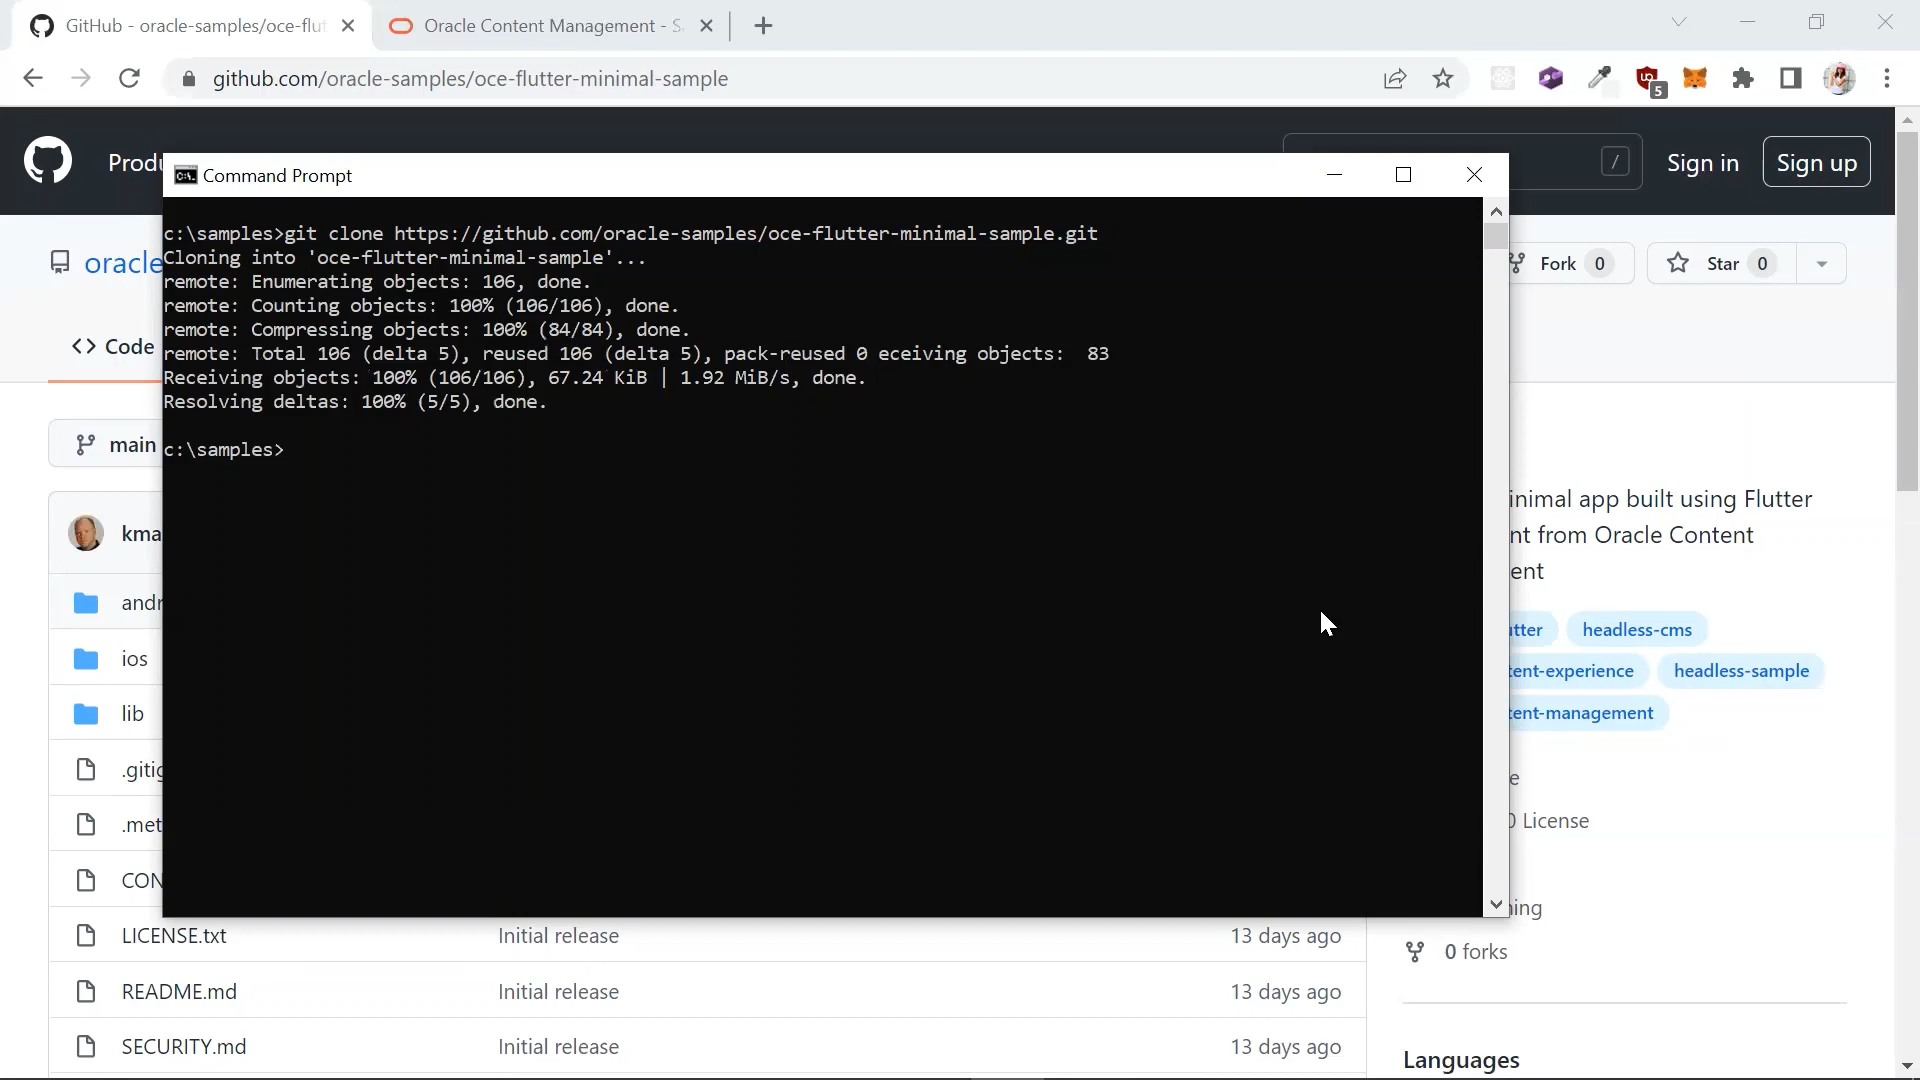 GitHub - oracle-samples/oce-flut
Oracle Content Management - S
github.com/oracle-samples/oce-flutter-minimal-sample
5
Produ
/
Sign in
Sign up
Command Prompt
c:\samples>git clone https://github.com/oracle-samples/oce-flutter-minimal-sample.git
Cloning into 'oce-flutter-minimal-sample'...
remote: Enumerating objects: 106, done.
remote: Counting objects: 100% (106/106), done.
remote: Compressing objects: 100% (84/84), done.
remote: Total 106 (delta 5), reused 106 (delta 5), pack-reused 0 eceiving objects:  83
Receiving objects: 100% (106/106), 67.24 KiB | 1.92 MiB/s, done.
Resolving deltas: 100% (5/5), done.
c:\samples>
oracle
Fork 0
Star 0
Code
main
inimal app built using Flutter
nt from Oracle Content
ent
kma
andr
utter
headless-cms
ios
tent-experience
headless-sample
lib
tent-management
.gitig
e
.met
0 License
CON
ning
LICENSE.txt
Initial release
13 days ago
0 forks
README.md
Initial release
13 days ago
SECURITY.md
Initial release
13 days ago
Languages